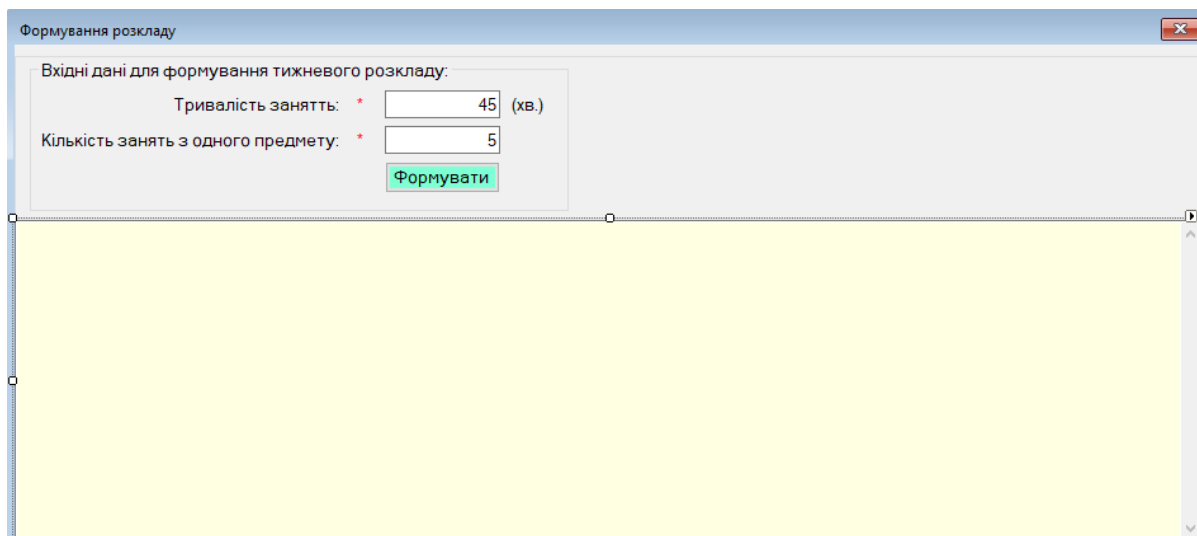 Формування розкладу
Вхідні дані для формування тижневого розкладу:
Тривалість занятть: * 45 (хв.)
Кількість занять з одного предмету: * 5
Формувати